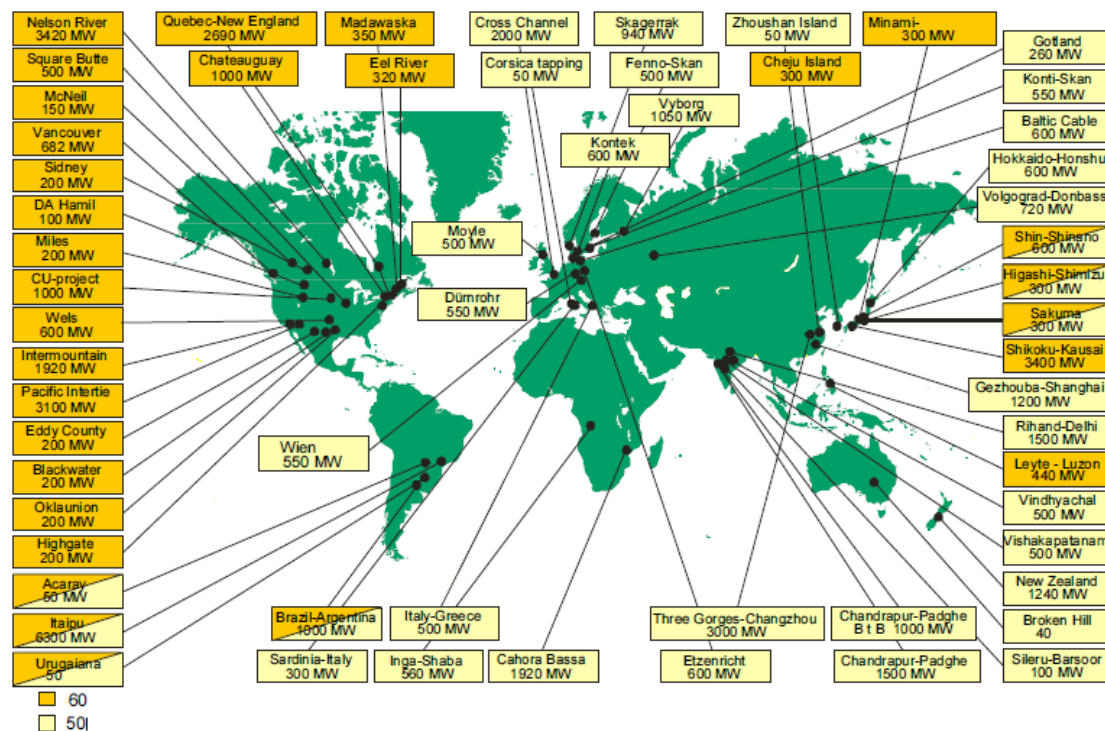 Nelson River
3420 MW
Square Butte
500 MW
McNeil
150 MW
Vancouver
682 MW
Sidney
200 MW
DA Hamil
100 MW
Miles
200 MW
CU-project
1000 MW
Wels
600 MW
Intermountain
1920 MW
Pacific Intertie
3100 MW
Eddy County
200 MW
Blackwater
200 MW
Oklaunion
200 MW
Highgate
200 MW
Acaray
50 MW
Itaipu
6300 MW
Urugaiana
50
60
50
Quebec-New England
2690 MW
Chateauguay
1000 MW
Madawaska
350 MW
Eel River
320 MW
Cross Channel
2000 MW
Corsica tapping
50 MW
Skagerrak
940 MW
Fenno-Skan
500 MW
Vyborg
1050 MW
Kontek
600 MW
Zhoushan Island
50 MW
Cheju Island
300 MW
Minami-
300 MW
Moyle
500 MW
Dürnrohr
550 MW
Wien
550 MW
Gotland
260 MW
Konti-Skan
550 MW
Baltic Cable
600 MW
Hokkaido-Honshu
600 MW
Volgograd-Donbass
720 MW
Shin-Shinano
600 MW
Higashi-Shimizu
300 MW
Sakuma
300 MW
Shikoku-Kausai
3400 MW
Gezhouba-Shanghai
1200 MW
Rihand-Delhi
1500 MW
Leyte - Luzon
440 MW
Vindhyachal
500 MW
Vishakapatanam
500 MW
New Zealand
1240 MW
Broken Hill
40
Sileru-Barsoor
100 MW
Brazil-Argentina
1000 MW
Sardinia-Italy
300 MW
Italy-Greece
500 MW
Inga-Shaba
560 MW
Cahora Bassa
1920 MW
Three Gorges-Changzhou
3000 MW
Etzenricht
600 MW
Chandrapur-Padghe
B t B 1000 MW
Chandrapur-Padghe
1500 MW